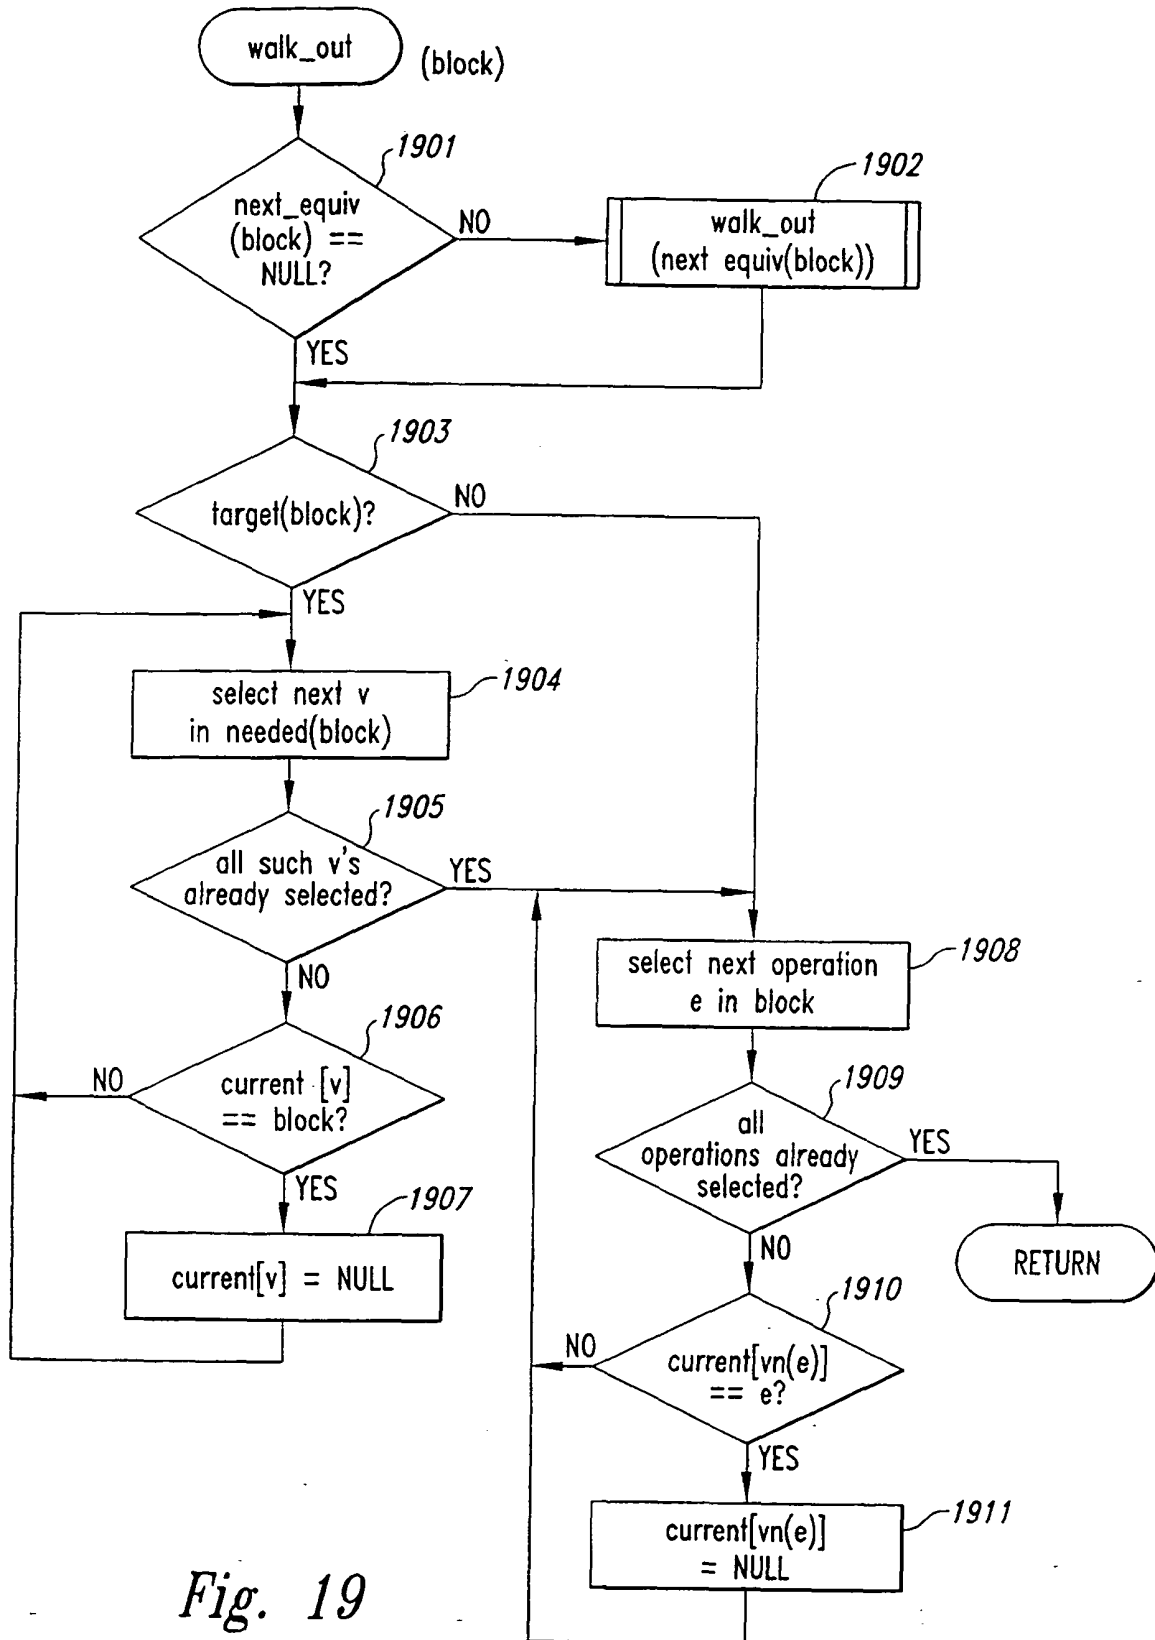 walk_out
(block)
1901
next_equiv
(block) ==
NULL?
NO
1902
walk_out
(next equiv(block))
YES
1903
target(block)?
NO
YES
1904
select next v
in needed(block)
1905
all such v's
already selected?
YES
NO
1906
current [v]
== block?
NO
YES
1907
current[v] = NULL
1908
select next operation
e in block
1909
all
operations already
selected?
YES
RETURN
NO
1910
current[vn(e)]
== e?
NO
YES
1911
current[vn(e)]
= NULL
Fig. 19